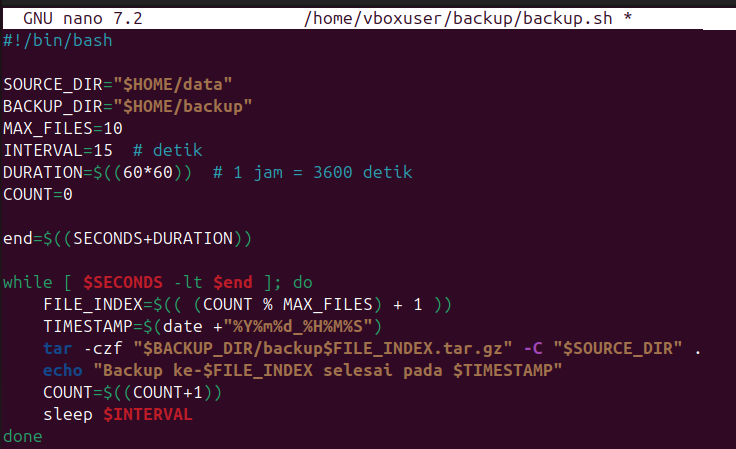 GNU nano 7.2 /home/vboxuser/backup/backup.sh *
#!/bin/bash

SOURCE_DIR="$HOME/data"
BACKUP_DIR="$HOME/backup"
MAX_FILES=10
INTERVAL=15  # detik
DURATION=$((60*60))  # 1 jam = 3600 detik
COUNT=0

end=$((SECONDS+DURATION))

while [ $SECONDS -lt $end ]; do
    FILE_INDEX=$(( (COUNT % MAX_FILES) + 1 ))
    TIMESTAMP=$(date +"%Y%m%d_%H%M%S")
    tar -czf "$BACKUP_DIR/backup$FILE_INDEX.tar.gz" -C "$SOURCE_DIR" .
    echo "Backup ke-$FILE_INDEX selesai pada $TIMESTAMP"
    COUNT=$((COUNT+1))
    sleep $INTERVAL
done